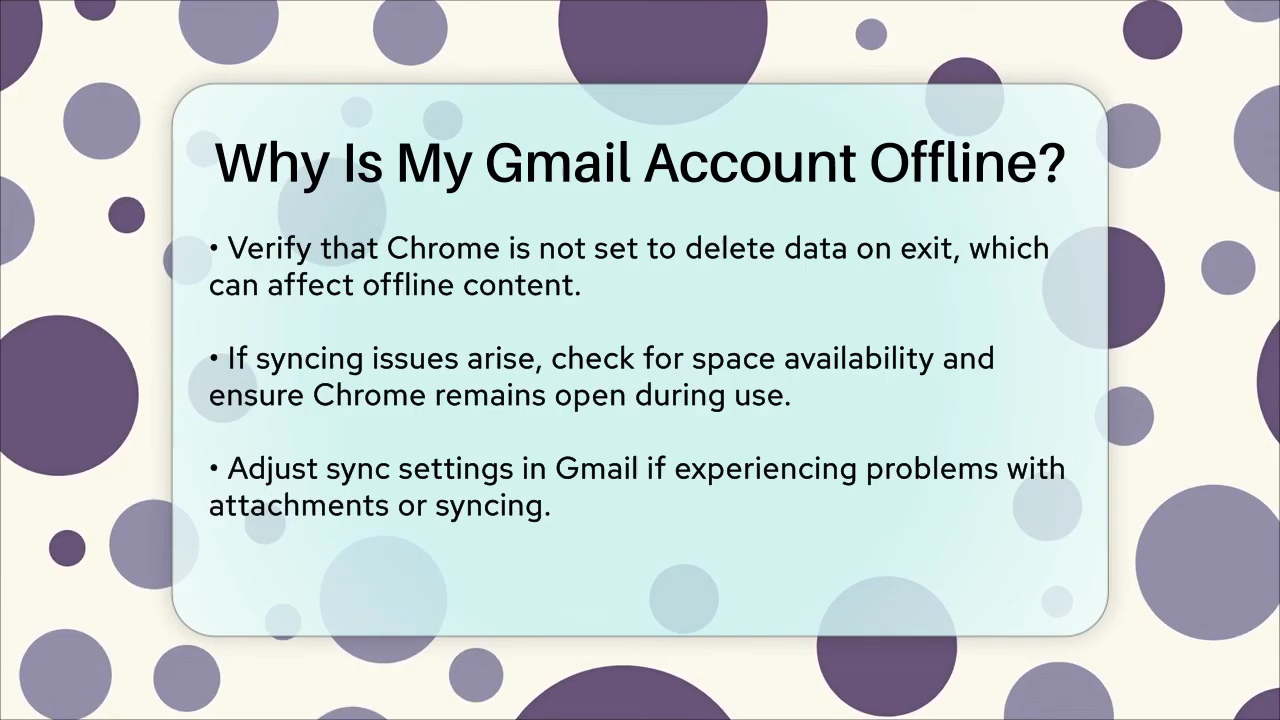 Why Is My Gmail Account Offline?
• Verify that Chrome is not set to delete data on exit, which
can affect offline content.
• If syncing issues arise, check for space availability and
ensure Chrome remains open during use.
• Adjust sync settings in Gmail if experiencing problems with
attachments or syncing.